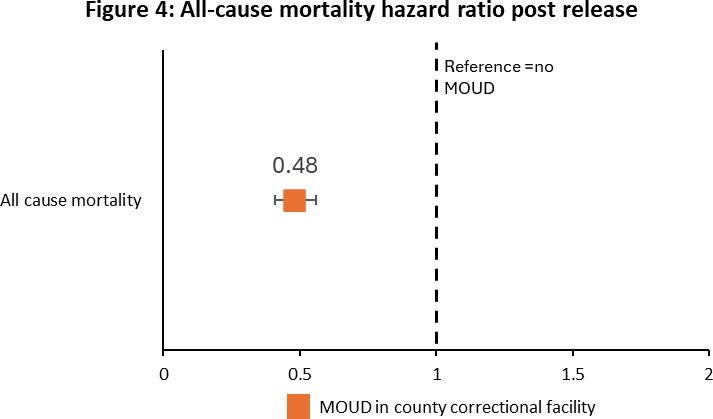 Figure 4: All-cause mortality hazard ratio post release
Reference =no
MOUD
0.48
All cause mortality
0
0.5
1
1.5
2
MOUD in county correctional facility